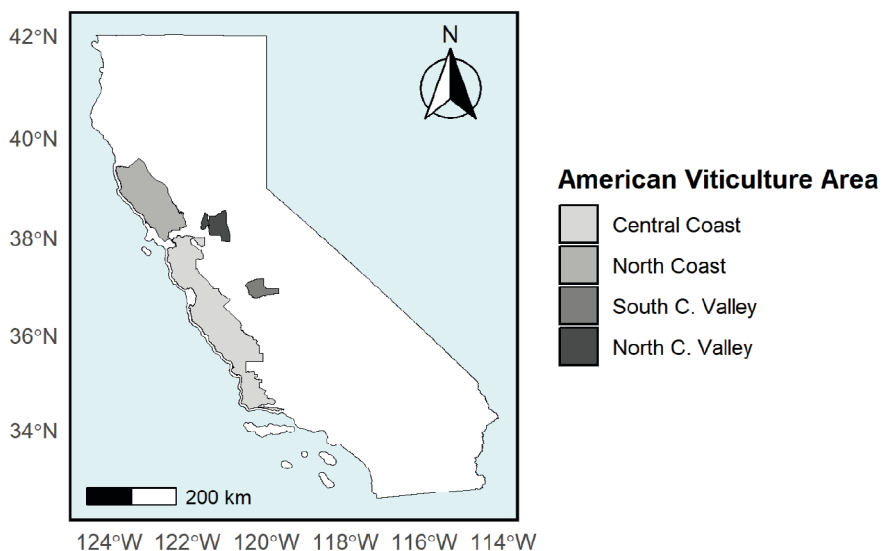 42°N
40°N
38°N
36°N
34°N
N
200 km
124°W 122°W 120°W 118°W 116°W 114°W
American Viticulture Area
Central Coast
North Coast
South C. Valley
North C. Valley